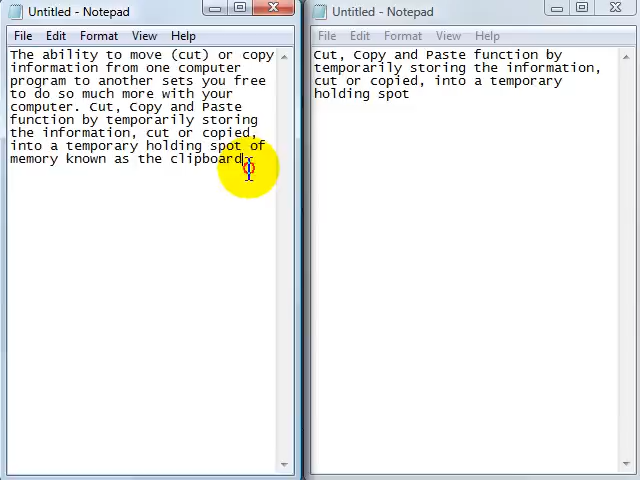 Untitled - Notepad
File Edit Format View Help
The ability to move (cut) or copy
information from one computer
program to another sets you free
to do so much more with your
computer. Cut, Copy and Paste
function by temporarily storing
the information, cut or copied,
into a temporary holding spot of
memory known as the clipboard
Untitled - Notepad
File Edit Format View Help
Cut, Copy and Paste function by
temporarily storing the information,
cut or copied, into a temporary
holding spot